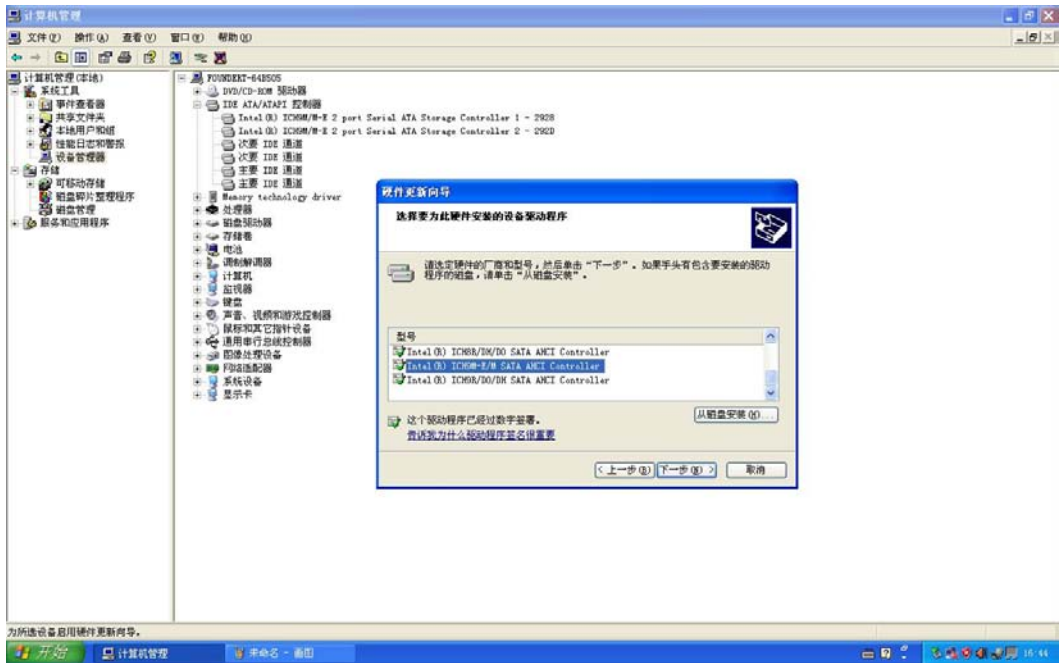 计算机管理
文件(F) 操作(A) 查看(V) 窗口(W) 帮助(H)
计算机管理(本地)
系统工具
事件查看器
共享文件夹
本地用户和组
性能日志和警报
设备管理器
存储
可移动存储
磁盘碎片整理程序
磁盘管理
服务和应用程序
FOUNDERT-64B505
DVD/CD-ROM 驱动器
IDE ATA/ATAPI 控制器
Intel(R) ICH9M/M-E 2 port Serial ATA Storage Controller 1 - 2928
Intel(R) ICH9M/M-E 2 port Serial ATA Storage Controller 2 - 292D
次要 IDE 通道
次要 IDE 通道
主要 IDE 通道
主要 IDE 通道
Memory technology driver
处理器
磁盘驱动器
存储卷
电池
调制解调器
计算机
监视器
键盘
声音、视频和游戏控制器
鼠标和其它指针设备
通用串行总线控制器
图像处理设备
网络适配器
系统设备
显示卡
硬件更新向导
选择要为此硬件安装的设备驱动程序
请选定硬件的厂商和型号，然后单击“下一步”。如果手头有包含要安装的驱动
程序的磁盘，请单击“从磁盘安装”。
型号
Intel(R) ICH8R/DH/DO SATA AHCI Controller
Intel(R) ICH9M-E/M SATA AHCI Controller
Intel(R) ICH9R/DO/DH SATA AHCI Controller
这个驱动程序已经过数字签署。
告诉我为什么驱动程序签名很重要
从磁盘安装(H)...
<上一步(B) 下一步(N) > 取消
为所选设备启用硬件更新向导。
开始 计算机管理 未命名 - 画图 16:44